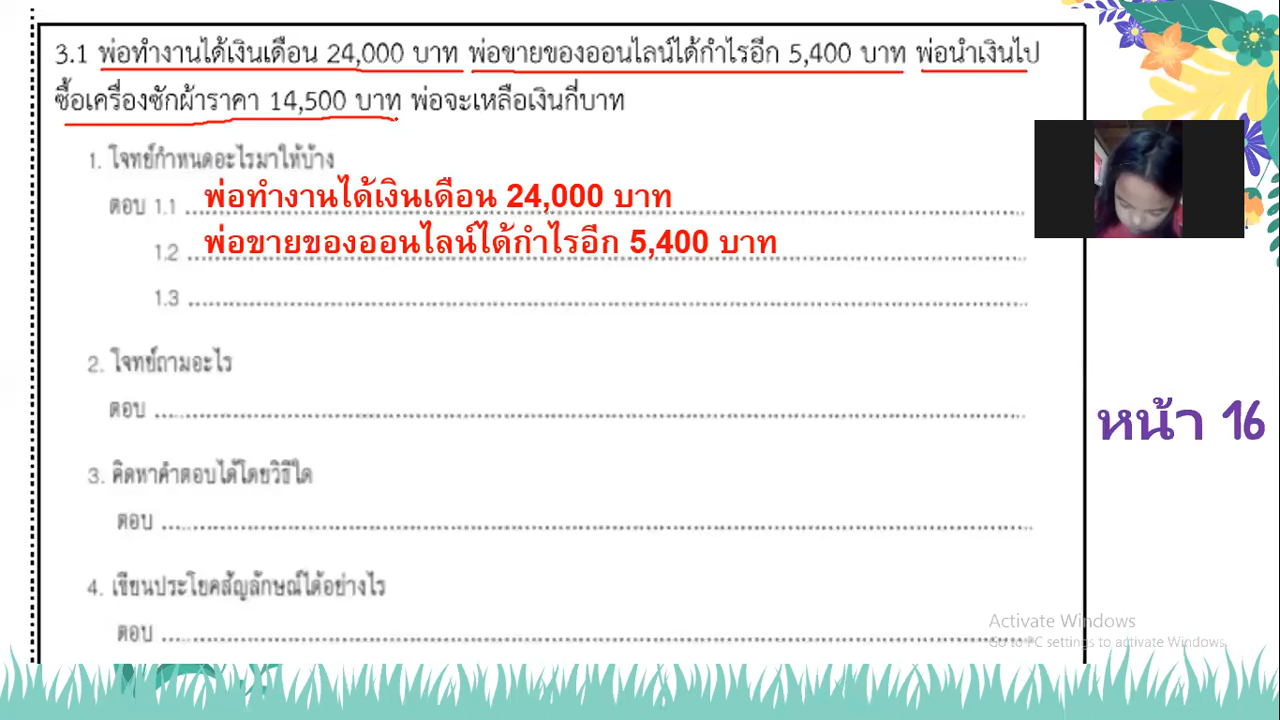 3.1 พ่อทำงานได้เงินเดือน 24,000 บาท พ่อขายของออนไลน์ได้กำไรอีก 5,400 บาท พ่อนำเงินไป
ซื้อเครื่องซักผ้าราคา 14,500 บาท พ่อจะเหลือเงินกี่บาท
1. โจทย์กำหนดอะไรมาให้บ้าง
ตอบ 1.1 พ่อทำงานได้เงินเดือน 24,000 บาท
1.2 พ่อขายของออนไลน์ได้กำไรอีก 5,400 บาท
1.3
2. โจทย์ถามอะไร
ตอบ
หน้า 16
3. คิดหาคำตอบได้โดยวิธีใด
ตอบ
4. เขียนประโยคสัญลักษณ์ได้อย่างไร
ตอบ
Activate Windows
Go to PC settings to activate Windows.